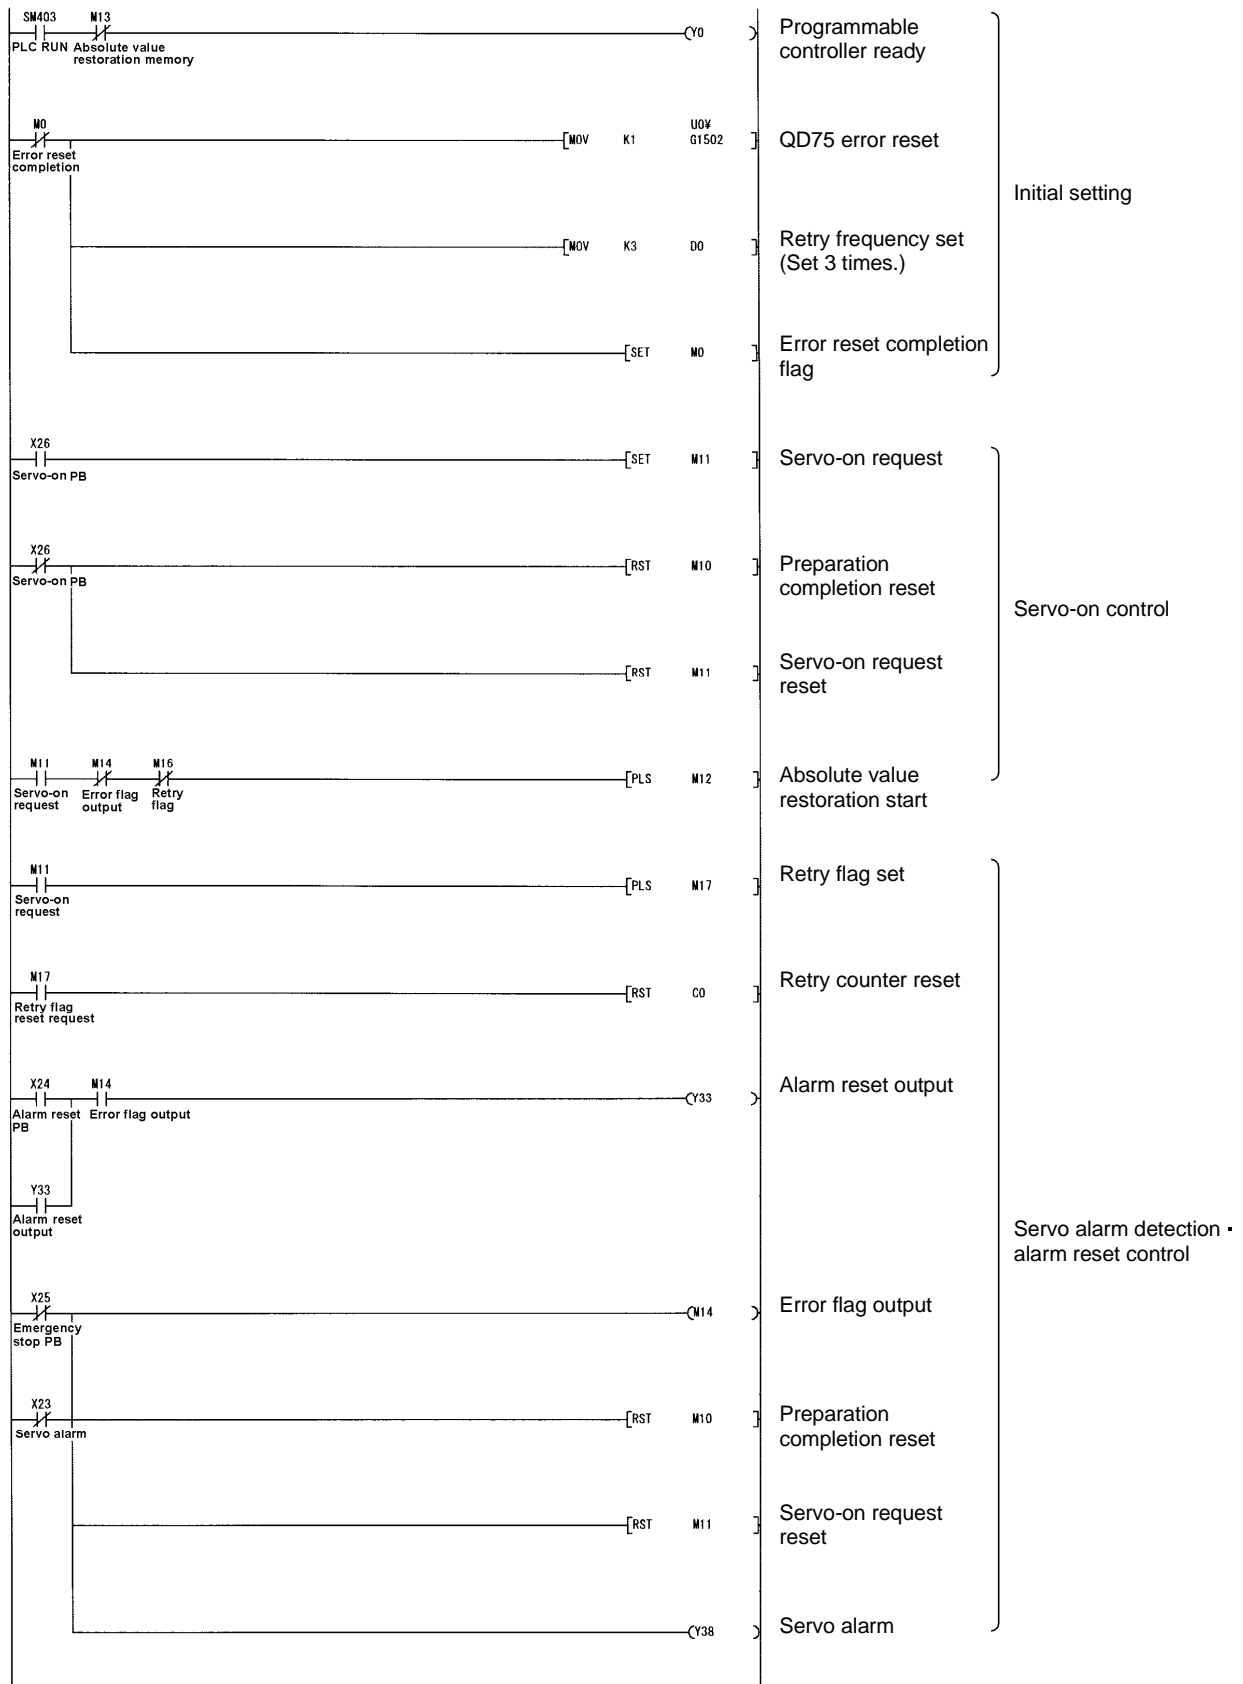 SM403 M13
(Y0 ) Programmable
PLC RUN Absolute value controller ready
restoration memory
M0 U0¥
[MOV K1 G1502 ] QD75 error reset
Error reset
completion
Initial setting
[MOV K3 D0 ] Retry frequency set
(Set 3 times.)
[SET M0 ] Error reset completion
flag
X26
[SET M11 ] Servo-on request
Servo-on PB
X26
[RST M10 ] Preparation
completion reset
Servo-on PB
Servo-on control
[RST M11 ] Servo-on request
reset
M11 M14 M16
[PLS M12 ] Absolute value
restoration start
Servo-on Error flag Retry
request output flag
M11
[PLS M17 ] Retry flag set
Servo-on
request
M17
[RST C0 ] Retry counter reset
Retry flag
reset request
X24 M14
(Y33 ) Alarm reset output
Alarm reset Error flag output
PB
Y33
Alarm reset
output
Servo alarm detection ·
alarm reset control
X25
(M14 ) Error flag output
Emergency
stop PB
X23
[RST M10 ] Preparation
completion reset
Servo alarm
[RST M11 ] Servo-on request
reset
(Y38 ) Servo alarm